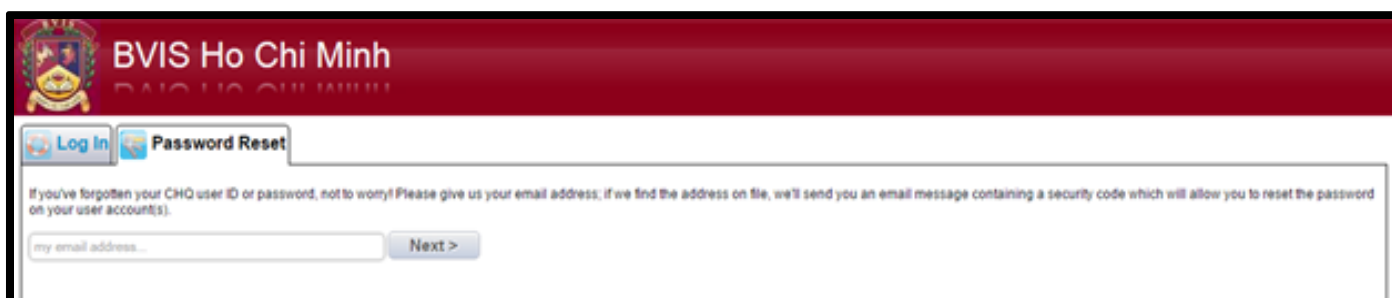 BVIS Ho Chi Minh
Log In
Password Reset
If you've forgotten your CHQ user ID or password, not to worry! Please give us your email address; if we find the address on file, we'll send you an email message containing a security code which will allow you to reset the password
on your user account(s).
my email address...
Next >